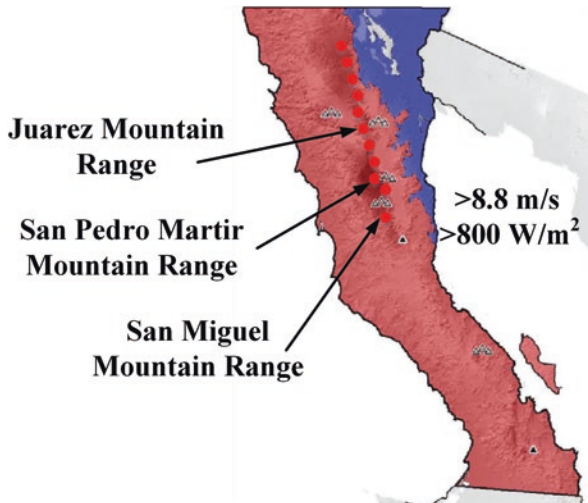 Juarez Mountain
Range
San Pedro Martir
Mountain Range
>8.8 m/s
>800 W/m²
San Miguel
Mountain Range